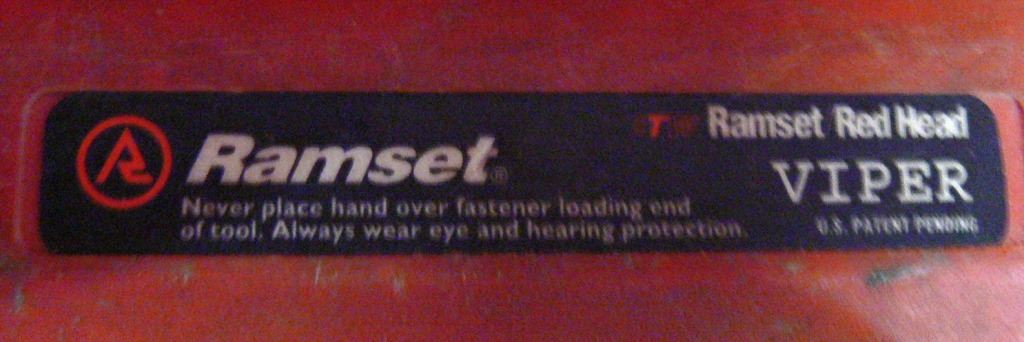 Ramset®
Never place hand over fastener loading end
of tool. Always wear eye and hearing protection.
ITW Ramset/Red Head
VIPER
U.S. PATENT PENDING